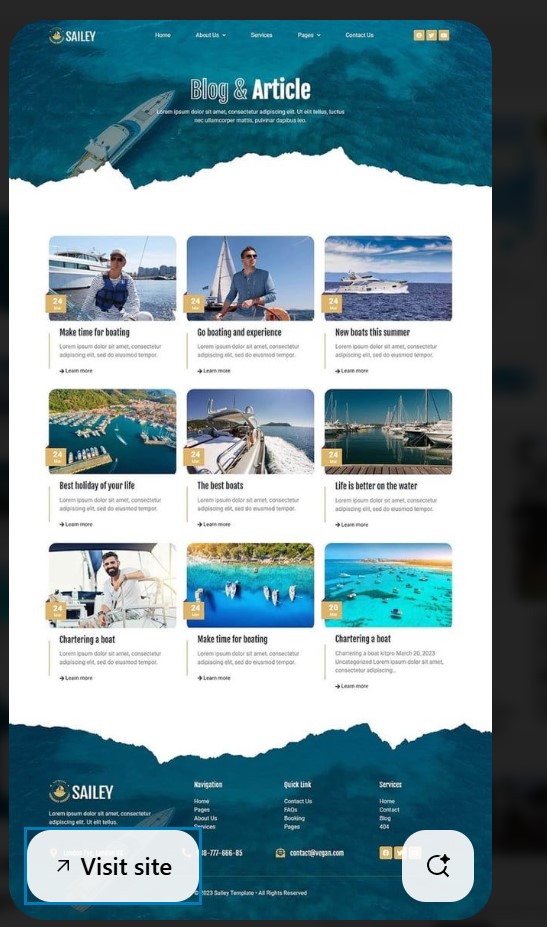 SAILEY
Home About Us Services Pages Contact Us
Blog & Article
Lorem ipsum dolor sit amet, consectetur adipiscing elit. Ut elit tellus, luctus
nec ullamcorper mattis, pulvinar dapibus leo.
24
Mar
24
Mar
24
Mar
Make time for boating
Lorem ipsum dolor sit amet, consectetur
adipiscing elit, sed do eiusmod tempor.
Learn more
Go boating and experience
Lorem ipsum dolor sit amet, consectetur
adipiscing elit, sed do eiusmod tempor.
Learn more
New boats this summer
Lorem ipsum dolor sit amet, consectetur
adipiscing elit, sed do eiusmod tempor.
Learn more
24
Mar
24
Mar
24
Mar
Best holiday of your life
Lorem ipsum dolor sit amet, consectetur
adipiscing elit, sed do eiusmod tempor.
Learn more
The best boats
Lorem ipsum dolor sit amet, consectetur
adipiscing elit, sed do eiusmod tempor.
Learn more
Life is better on the water
Lorem ipsum dolor sit amet, consectetur
adipiscing elit, sed do eiusmod tempor.
Learn more
24
Mar
24
Mar
20
Mar
Chartering a boat
Lorem ipsum dolor sit amet, consectetur
adipiscing elit, sed do eiusmod tempor.
Learn more
Make time for boating
Lorem ipsum dolor sit amet, consectetur
adipiscing elit, sed do eiusmod tempor.
Learn more
Chartering a boat
Chartering a boat kitpro March 20, 2023
Uncategorized Lorem ipsum dolor sit amet,
consectetur adipiscing...
Learn more
SAILEY
Lorem ipsum dolor sit amet, consectetur
adipiscing elit. Ut elit tellus.
Navigation
Home
Pages
About Us
Services
Quick Link
Contact Us
FAQs
Booking
Pages
Services
Home
Contact
Blog
404
88-777-666-85
contact@vegan.com
2023 Sailey Template • All Rights Reserved
Visit site